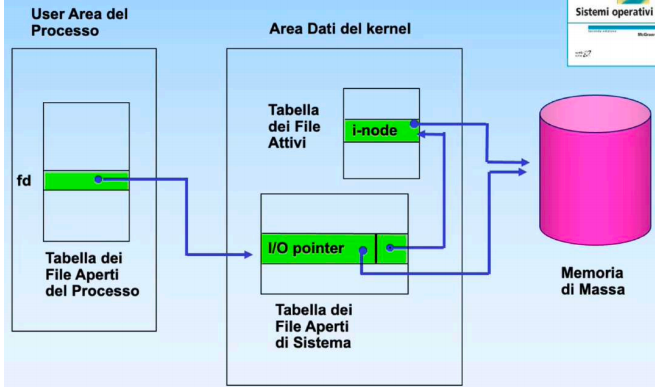 User Area del
Processo
Area Dati del kernel
Sistemi operativi
Tabella
dei File
Attivi
i-node
fd
I/O pointer
Tabella dei
File Aperti
del Processo
Tabella dei
File Aperti
di Sistema
Memoria
di Massa